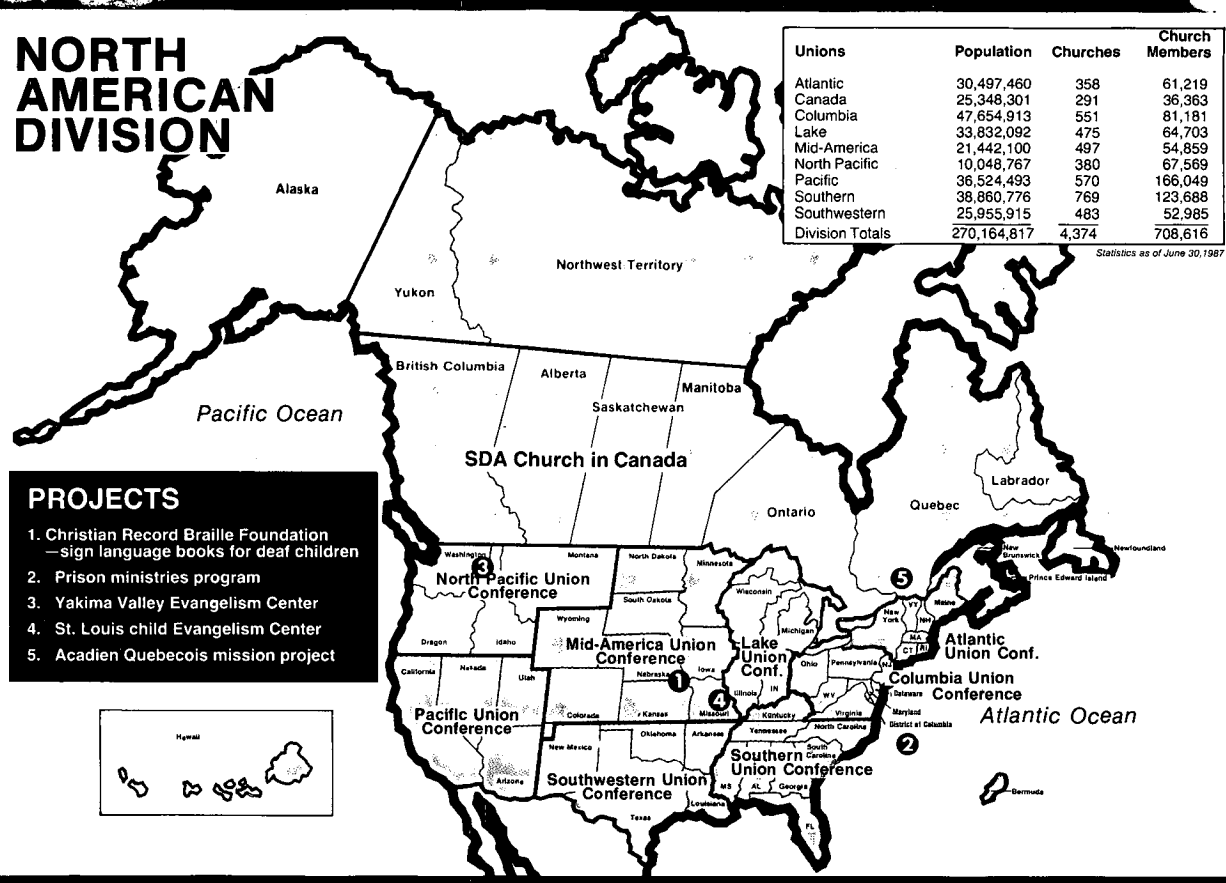 NORTH
AMERICAN
DIVISION
Unions Population Churches Church Members
Atlantic 30,497,460 358 61,219
Canada 25,348,301 291 36,363
Columbia 47,654,913 551 81,181
Lake 33,832,092 475 64,703
Mid-America 21,442,100 497 54,859
North Pacific 10,048,767 380 67,569
Pacific 36,524,493 570 166,049
Southern 38,860,776 769 123,688
Southwestern 25,955,915 483 52,985
Division Totals 270,164,817 4,374 708,616
Statistics as of June 30,1987
Alaska
Yukon
Northwest Territory
British Columbia
Alberta
Saskatchewan
Manitoba
Pacific Ocean
SDA Church in Canada
Ontario
Quebec
Labrador
New
Brunswick
Newfoundland
Prince Edward Island
PROJECTS
1. Christian Record Braille Foundation
—sign language books for deaf children
2. Prison ministries program
3. Yakima Valley Evangelism Center
4. St. Louis child Evangelism Center
5. Acadien Quebecois mission project
Washington
3
Montana
North Pacific Union
Conference
Oragon
Idaho
North Dakota
South Dakota
Minnesota
Wyoming
Mid-America Union
Conference
Nebraska
1
Iowa
4
Colorado
Kansas
Missouri
Wisconsin
Michigan
Lake
Union
Conf.
Illinois
IN
5
New
York
VT
NH
Maine
MA
CT
RI
Atlantic
Union Conf.
Ohio
Pennsylvania
NJ
Columbia Union
Conference
Delaware
Maryland
District of Columbia
WV
Virginia
2
Atlantic Ocean
California
Nevada
Utah
Pacific Union
Conference
Arizona
Hawaii
New Mexico
Oklahoma
Arkansas
Southwestern Union
Conference
Texas
Louisiana
Kentucky
Tennessee
North Carolina
South
Carolina
Southern
Union Conference
MS
AL
Georgia
FL
Bermuda